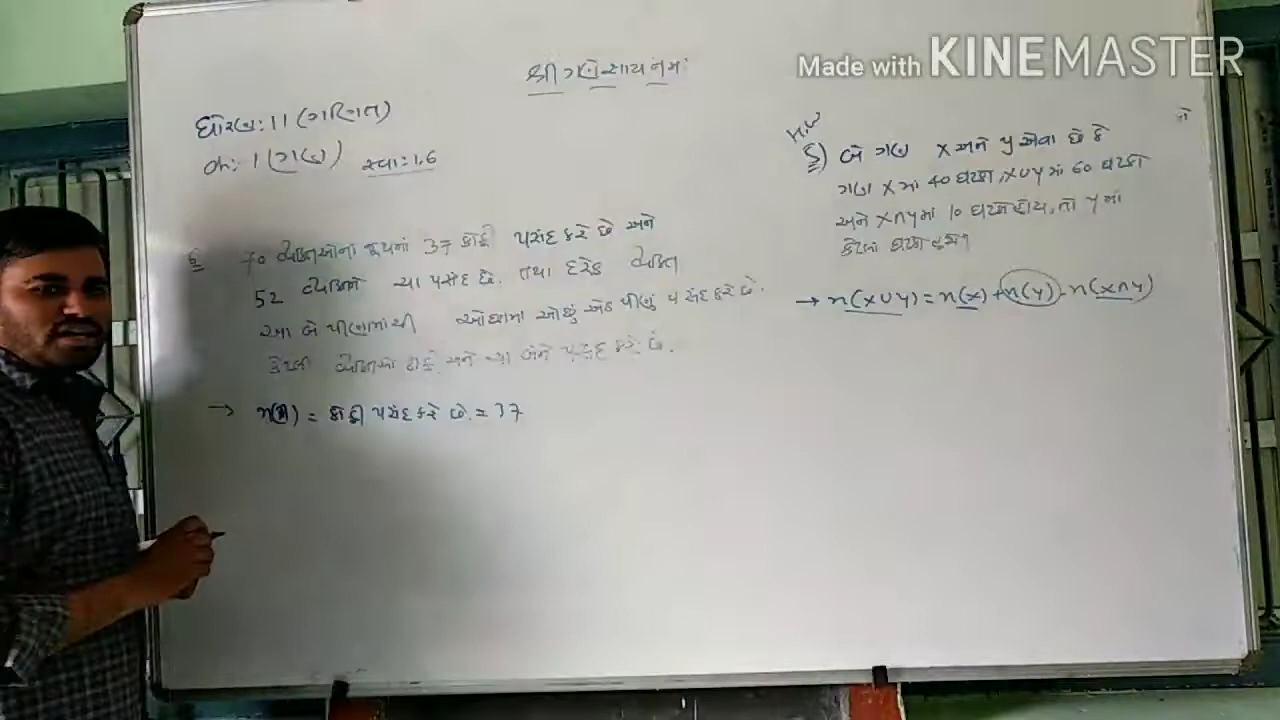 Made with KINEMASTER
શ્રી ગણેશાય નમઃ
ધોરણ: 11 (ગણિત)
ch: 1 (ગણ) સ્વા: 1.6
6 70 વ્યક્તિઓના જૂથમાં 37 કોફી પસંદ કરે છે અને
52 વ્યક્તિને ચા પસંદ છે. તથા દરેક વ્યક્તિ
આ બે પીણામાંથી ઓછામાં ઓછું એક પીણું પસંદ કરે છે.
કેટલી વ્યક્તિઓ કોફી અને ચા બંને પસંદ કરે છે.
→ n(A) = કોફી પસંદ કરે છે. = 37
H.W
5) બે ગણ X અને Y એવા છે કે
ગણ X માં 40 ઘટકો, X∪Y માં 60 ઘટકો
અને X∩Y માં 10 ઘટકો હોય, તો Y માં
કેટલા ઘટકો હશે?
→ n(X∪Y) = n(X) + n(Y) - n(X∩Y)